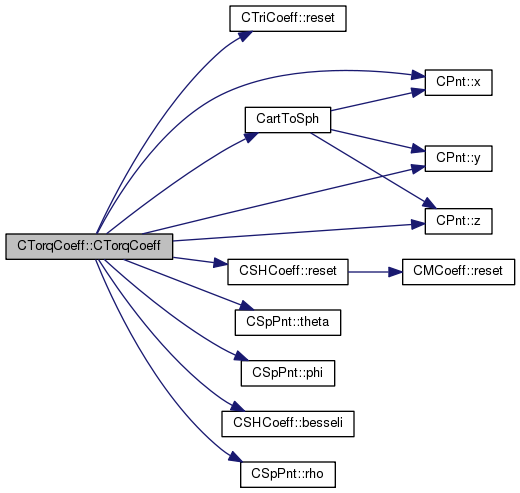 CTriCoeff::reset
CPnt::x
CartToSph
CPnt::y
CPnt::z
CTorqCoeff::CTorqCoeff
CSHCoeff::reset
CMCoeff::reset
CSpPnt::theta
CSpPnt::phi
CSHCoeff::besseli
CSpPnt::rho